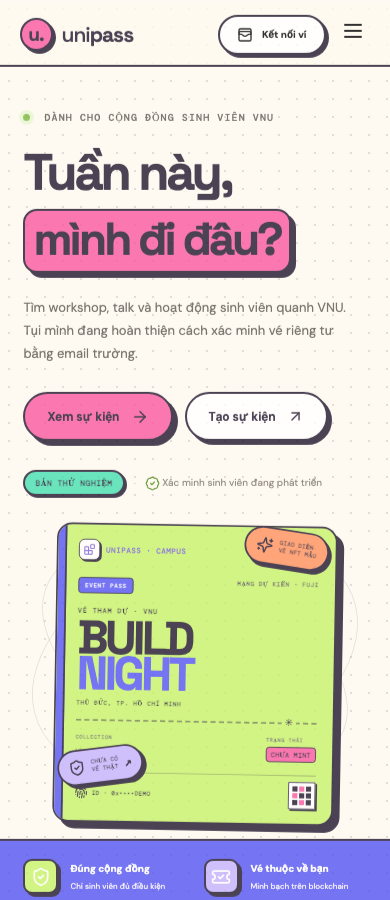 u. unipass
Kết nối ví
DÀNH CHO CỘNG ĐỒNG SINH VIÊN VNU
Tuần này,
mình đi đâu?
Tìm workshop, talk và hoạt động sinh viên quanh VNU.
Tụi mình đang hoàn thiện cách xác minh vé riêng tư
bằng email trường.
Xem sự kiện
Tạo sự kiện
BẢN THỬ NGHIỆM
Xác minh sinh viên đang phát triển
UNIPASS · CAMPUS
GIAO DIỆN
VÉ NFT MẪU
EVENT PASS
MẠNG DỰ KIẾN · FUJI
VÉ THAM DỰ · VNU
BUILD
NIGHT
THỦ ĐỨC, TP. HỒ CHÍ MINH
COLLECTION
TRẠNG THÁI
CHƯA MINT
CHƯA CÓ
VÉ THẬT
Đúng cộng đồng
Chỉ sinh viên đủ điều kiện
Vé thuộc về bạn
Minh bạch trên blockchain